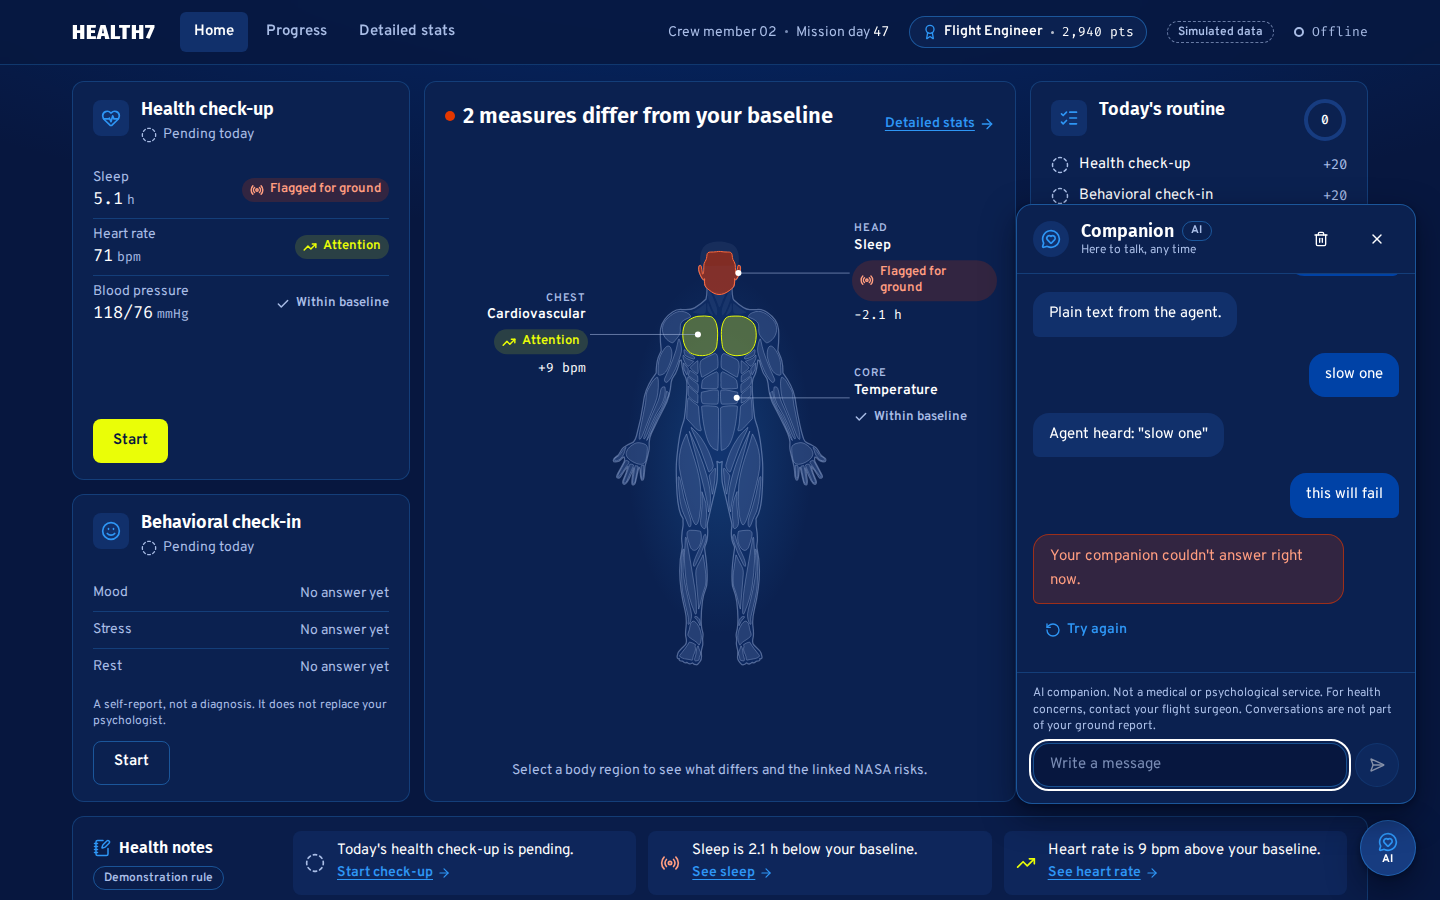 HEALTH7
Home
Progress
Detailed stats
Crew member 02 • Mission day 47
Flight Engineer • 2,940 pts
Simulated data
Offline
Health check-up
Pending today
Sleep
5.1 h
Flagged for ground
Heart rate
71 bpm
Attention
Blood pressure
118/76 mmHg
Within baseline
Start
Behavioral check-in
Pending today
Mood
No answer yet
Stress
No answer yet
Rest
No answer yet
A self-report, not a diagnosis. It does not replace your
psychologist.
Start
2 measures differ from your baseline
Detailed stats
HEAD
Sleep
Flagged for
ground
-2.1 h
CHEST
Cardiovascular
Attention
+9 bpm
CORE
Temperature
Within baseline
Select a body region to see what differs and the linked NASA risks.
Today's routine
0
Health check-up
+20
Behavioral check-in
+20
Companion
AI
Here to talk, any time
Plain text from the agent.
slow one
Agent heard: "slow one"
this will fail
Your companion couldn't answer right
now.
Try again
AI companion. Not a medical or psychological service. For health
concerns, contact your flight surgeon. Conversations are not part
of your ground report.
Write a message
AI
Health notes
Demonstration rule
Today's health check-up is pending.
Start check-up
Sleep is 2.1 h below your baseline.
See sleep
Heart rate is 9 bpm above your baseline.
See heart rate